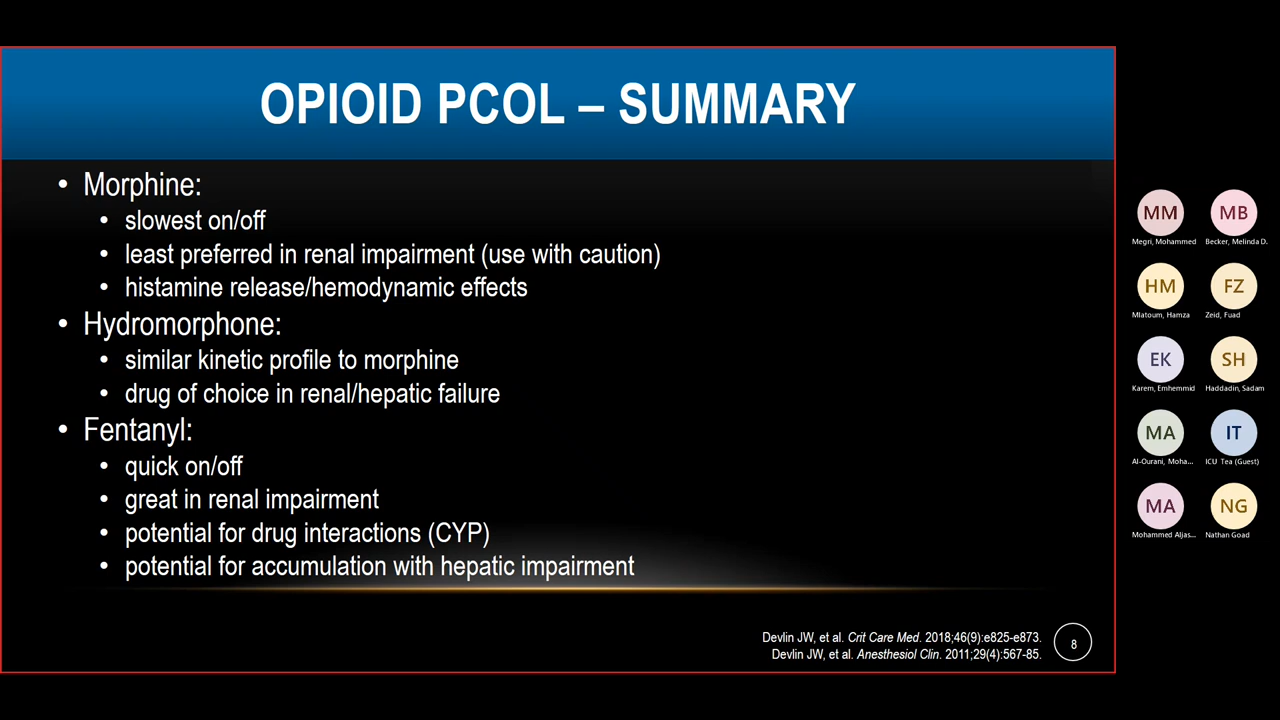 OPIOID PCOL – SUMMARY
• Morphine:
• slowest on/off
• least preferred in renal impairment (use with caution)
• histamine release/hemodynamic effects
• Hydromorphone:
• similar kinetic profile to morphine
• drug of choice in renal/hepatic failure
• Fentanyl:
• quick on/off
• great in renal impairment
• potential for drug interactions (CYP)
• potential for accumulation with hepatic impairment
Devlin JW, et al. Crit Care Med. 2018;46(9):e825-e873.
Devlin JW, et al. Anesthesiol Clin. 2011;29(4):567-85.
8
MM
MB
Megri, Mohammed
Becker, Melinda D.
HM
FZ
Mlatoum, Hamza
Zeid, Fuad
EK
SH
Karem, Emhemmid
Haddadin, Sadam
MA
IT
Al-Ourani, Moha...
ICU Tea (Guest)
MA
NG
Mohammed Aljas...
Nathan Goad